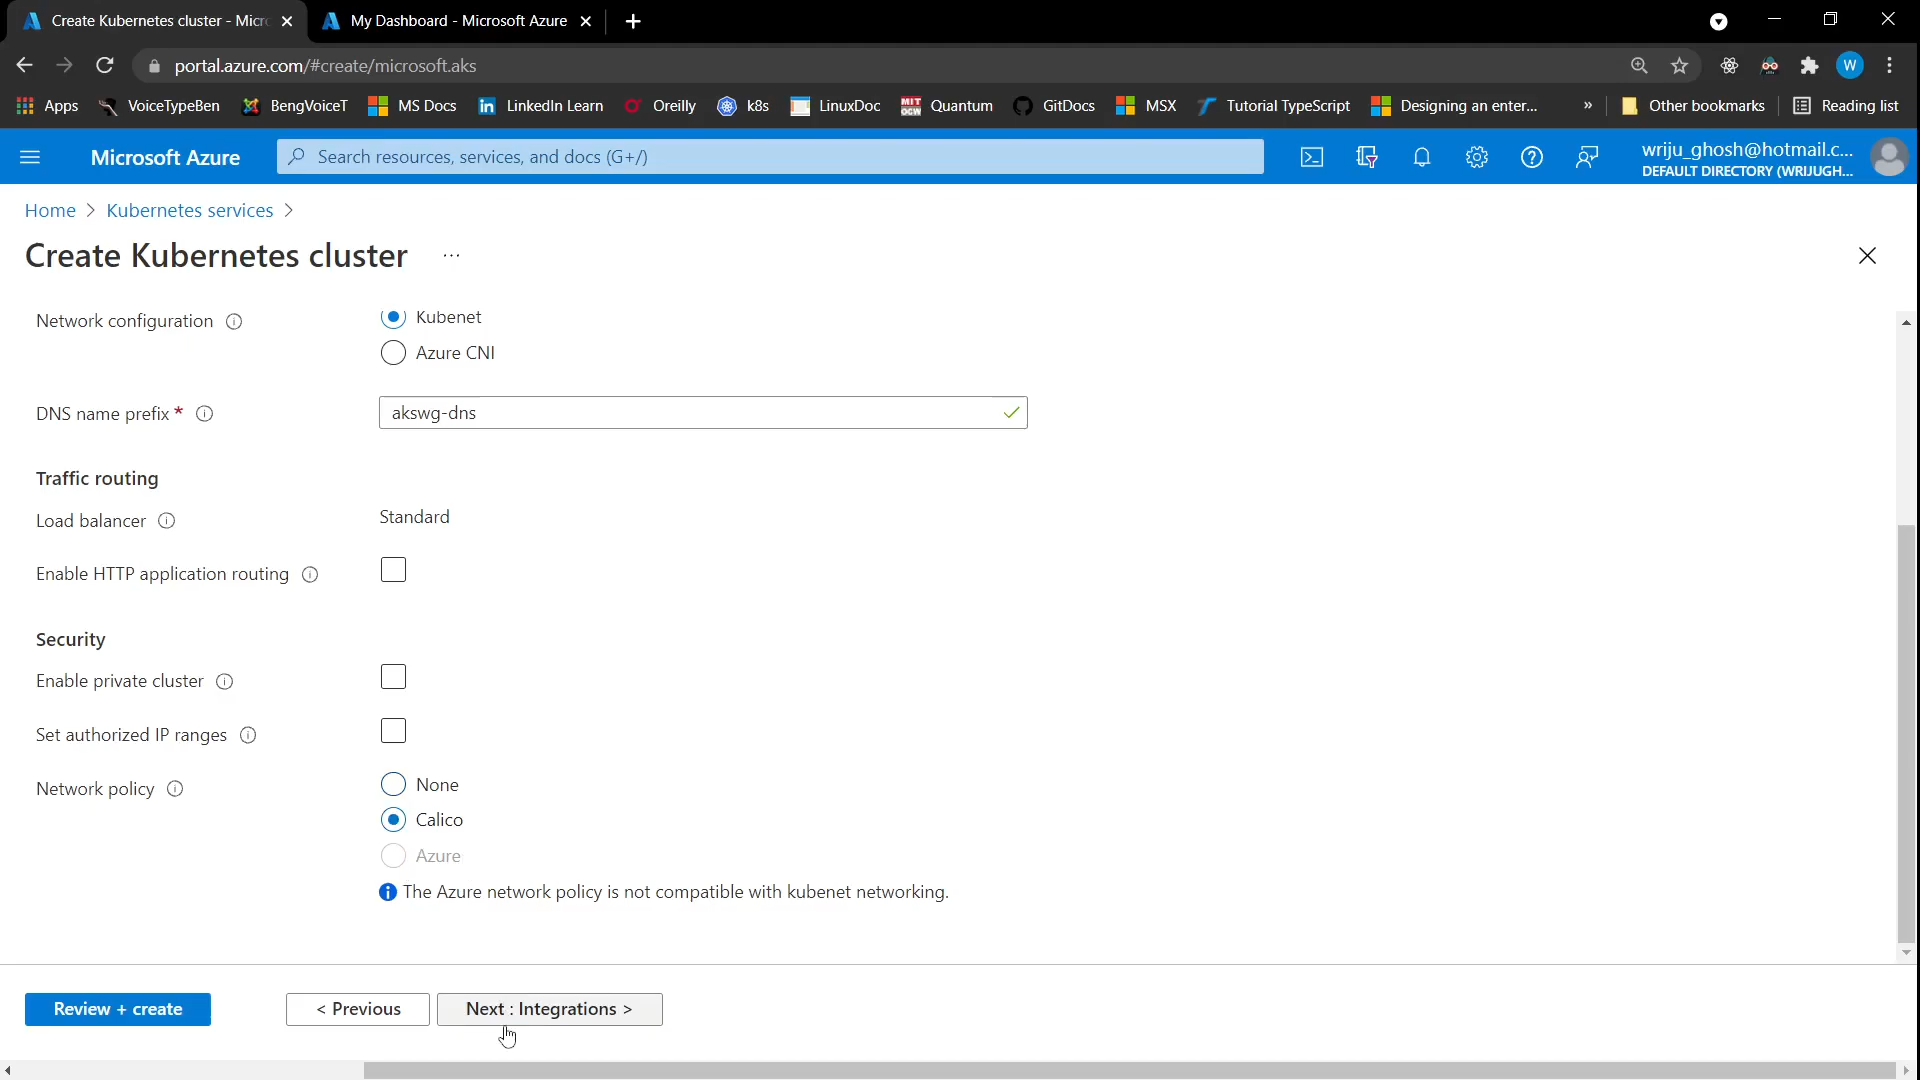 Create Kubernetes cluster - Micr
My Dashboard - Microsoft Azure
portal.azure.com/#create/microsoft.aks
W
Apps
VoiceTypeBen
BengVoiceT
MS Docs
LinkedIn Learn
Oreilly
k8s
LinuxDoc
MIT OCW
Quantum
GitDocs
MSX
Tutorial TypeScript
Designing an enter...
»
Other bookmarks
Reading list
Microsoft Azure
Search resources, services, and docs (G+/)
wriju_ghosh@hotmail.c...
DEFAULT DIRECTORY (WRIJUGH...
Home > Kubernetes services >
Create Kubernetes cluster ...
Network configuration
Kubenet
Azure CNI
DNS name prefix *
akswg-dns
Traffic routing
Load balancer
Standard
Enable HTTP application routing
Security
Enable private cluster
Set authorized IP ranges
Network policy
None
Calico
Azure
The Azure network policy is not compatible with kubenet networking.
Review + create
< Previous
Next : Integrations >